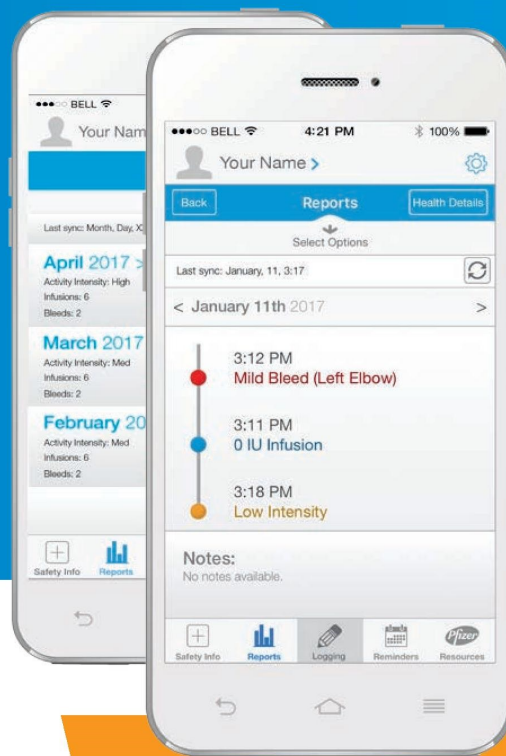 BELL
Your Nam
Last sync: Month, Day, X
April 2017 >
Activity Intensity: High
Infusions: 6
Bleeds: 2
March 2017
Activity Intensity: Med
Infusions: 6
Bleeds: 2
February 20
Activity Intensity: Med
Infusions: 6
Bleeds: 2
Safety Info
Reports
BELL 4:21 PM 100%
Your Name >
Back Reports Health Details
Select Options
Last sync: January, 11, 3:17
< January 11th 2017 >
3:12 PM
Mild Bleed (Left Elbow)
3:11 PM
0 IU Infusion
3:18 PM
Low Intensity
Notes:
No notes available.
Pfizer
Safety Info Reports Logging Reminders Resources